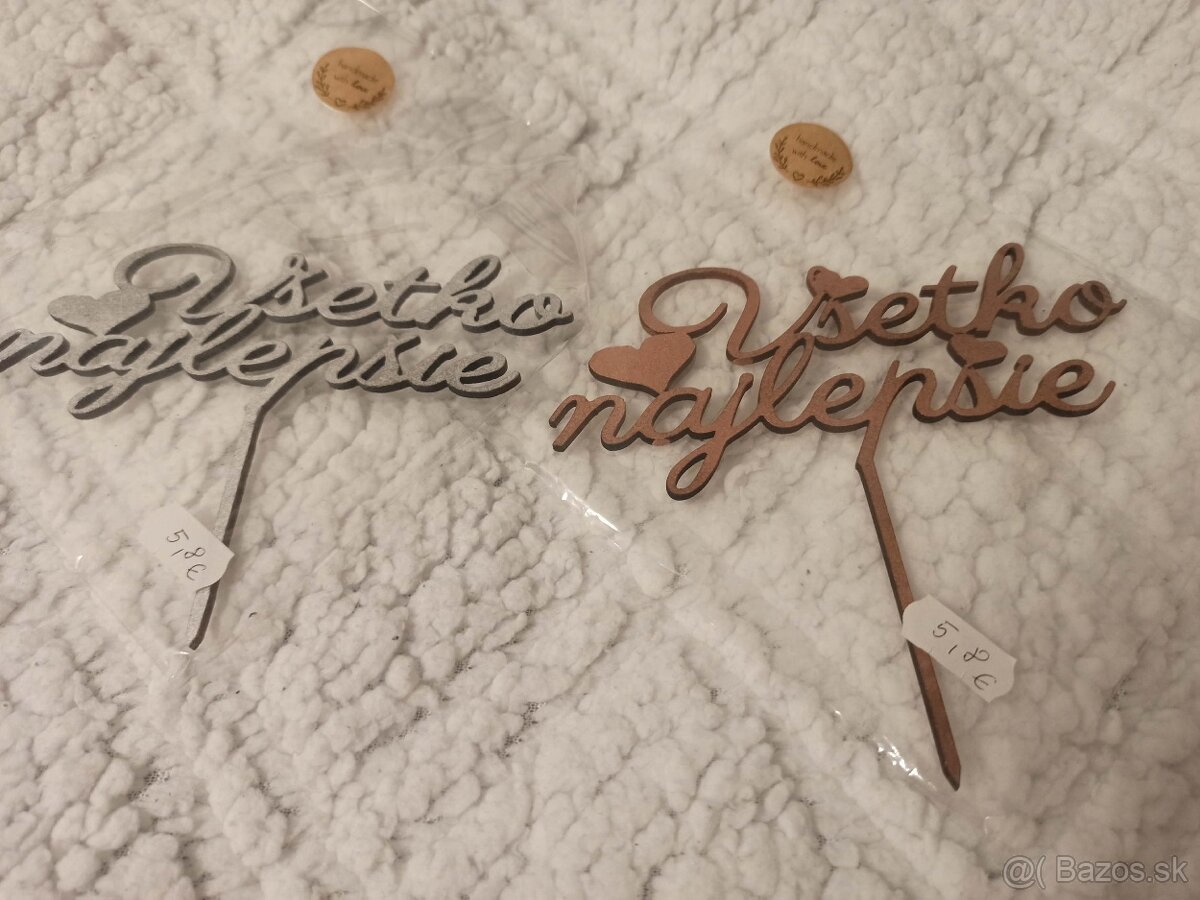 handmade
with love
handmade
with love
Všetko
najlepšie
Všetko
najlepšie
5,8
€
5,8
€
@( Bazos.sk